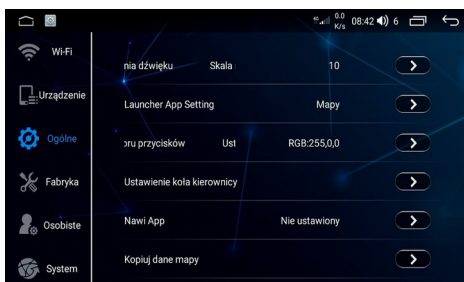 0.0 K/s 08:42 6
Wi-Fi
nia dźwięku Skala 10
Urządzenie
Launcher App Setting Mapy
Ogólne
oru przycisków Ust RGB:255,0,0
Fabryka
Ustawienie koła kierownicy
Osobiste
Nawi App Nie ustawiony
System
Kopiuj dane mapy